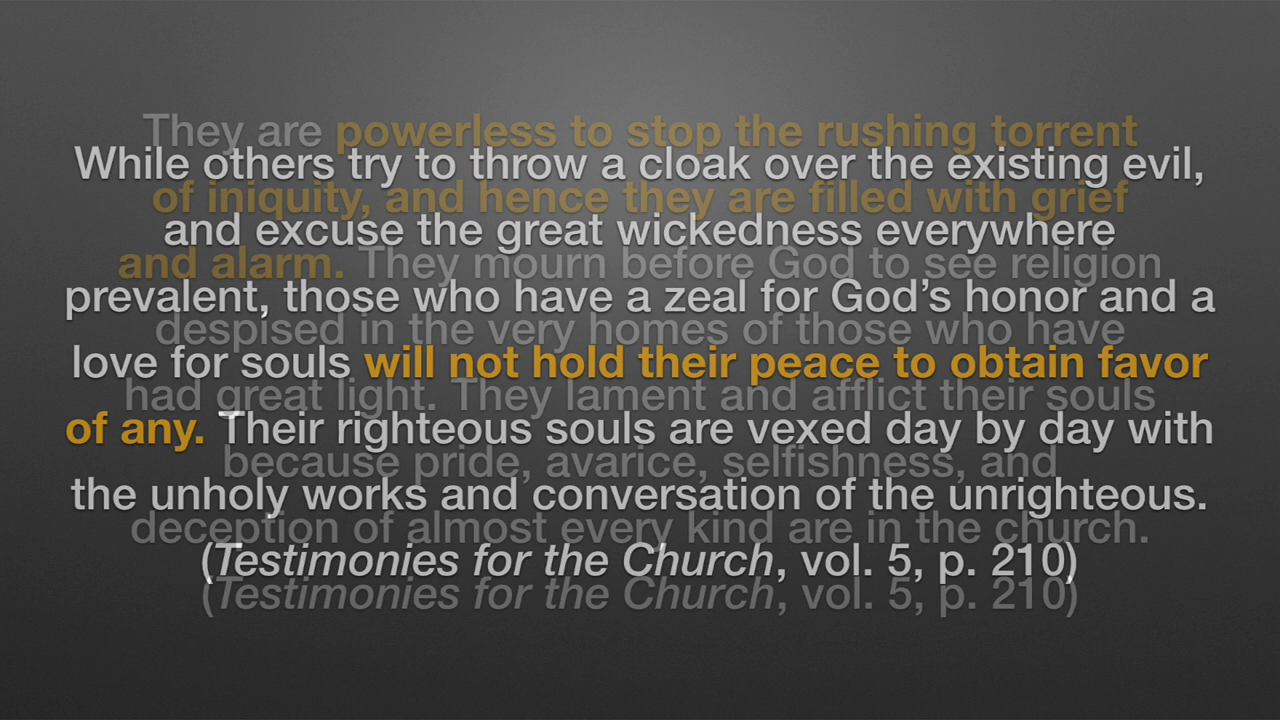 They are powerless to stop the rushing torrent
While others try to throw a cloak over the existing evil,
of iniquity, and hence they are filled with grief
and excuse the great wickedness everywhere
and alarm. They mourn before God to see religion
prevalent, those who have a zeal for God’s honor and a
despised in the very homes of those who have
love for souls will not hold their peace to obtain favor
had great light. They lament and afflict their souls
of any. Their righteous souls are vexed day by day with
because pride, avarice, selfishness, and
the unholy works and conversation of the unrighteous.
deception of almost every kind are in the church.
(Testimonies for the Church, vol. 5, p. 210)
(Testimonies for the Church, vol. 5, p. 210)